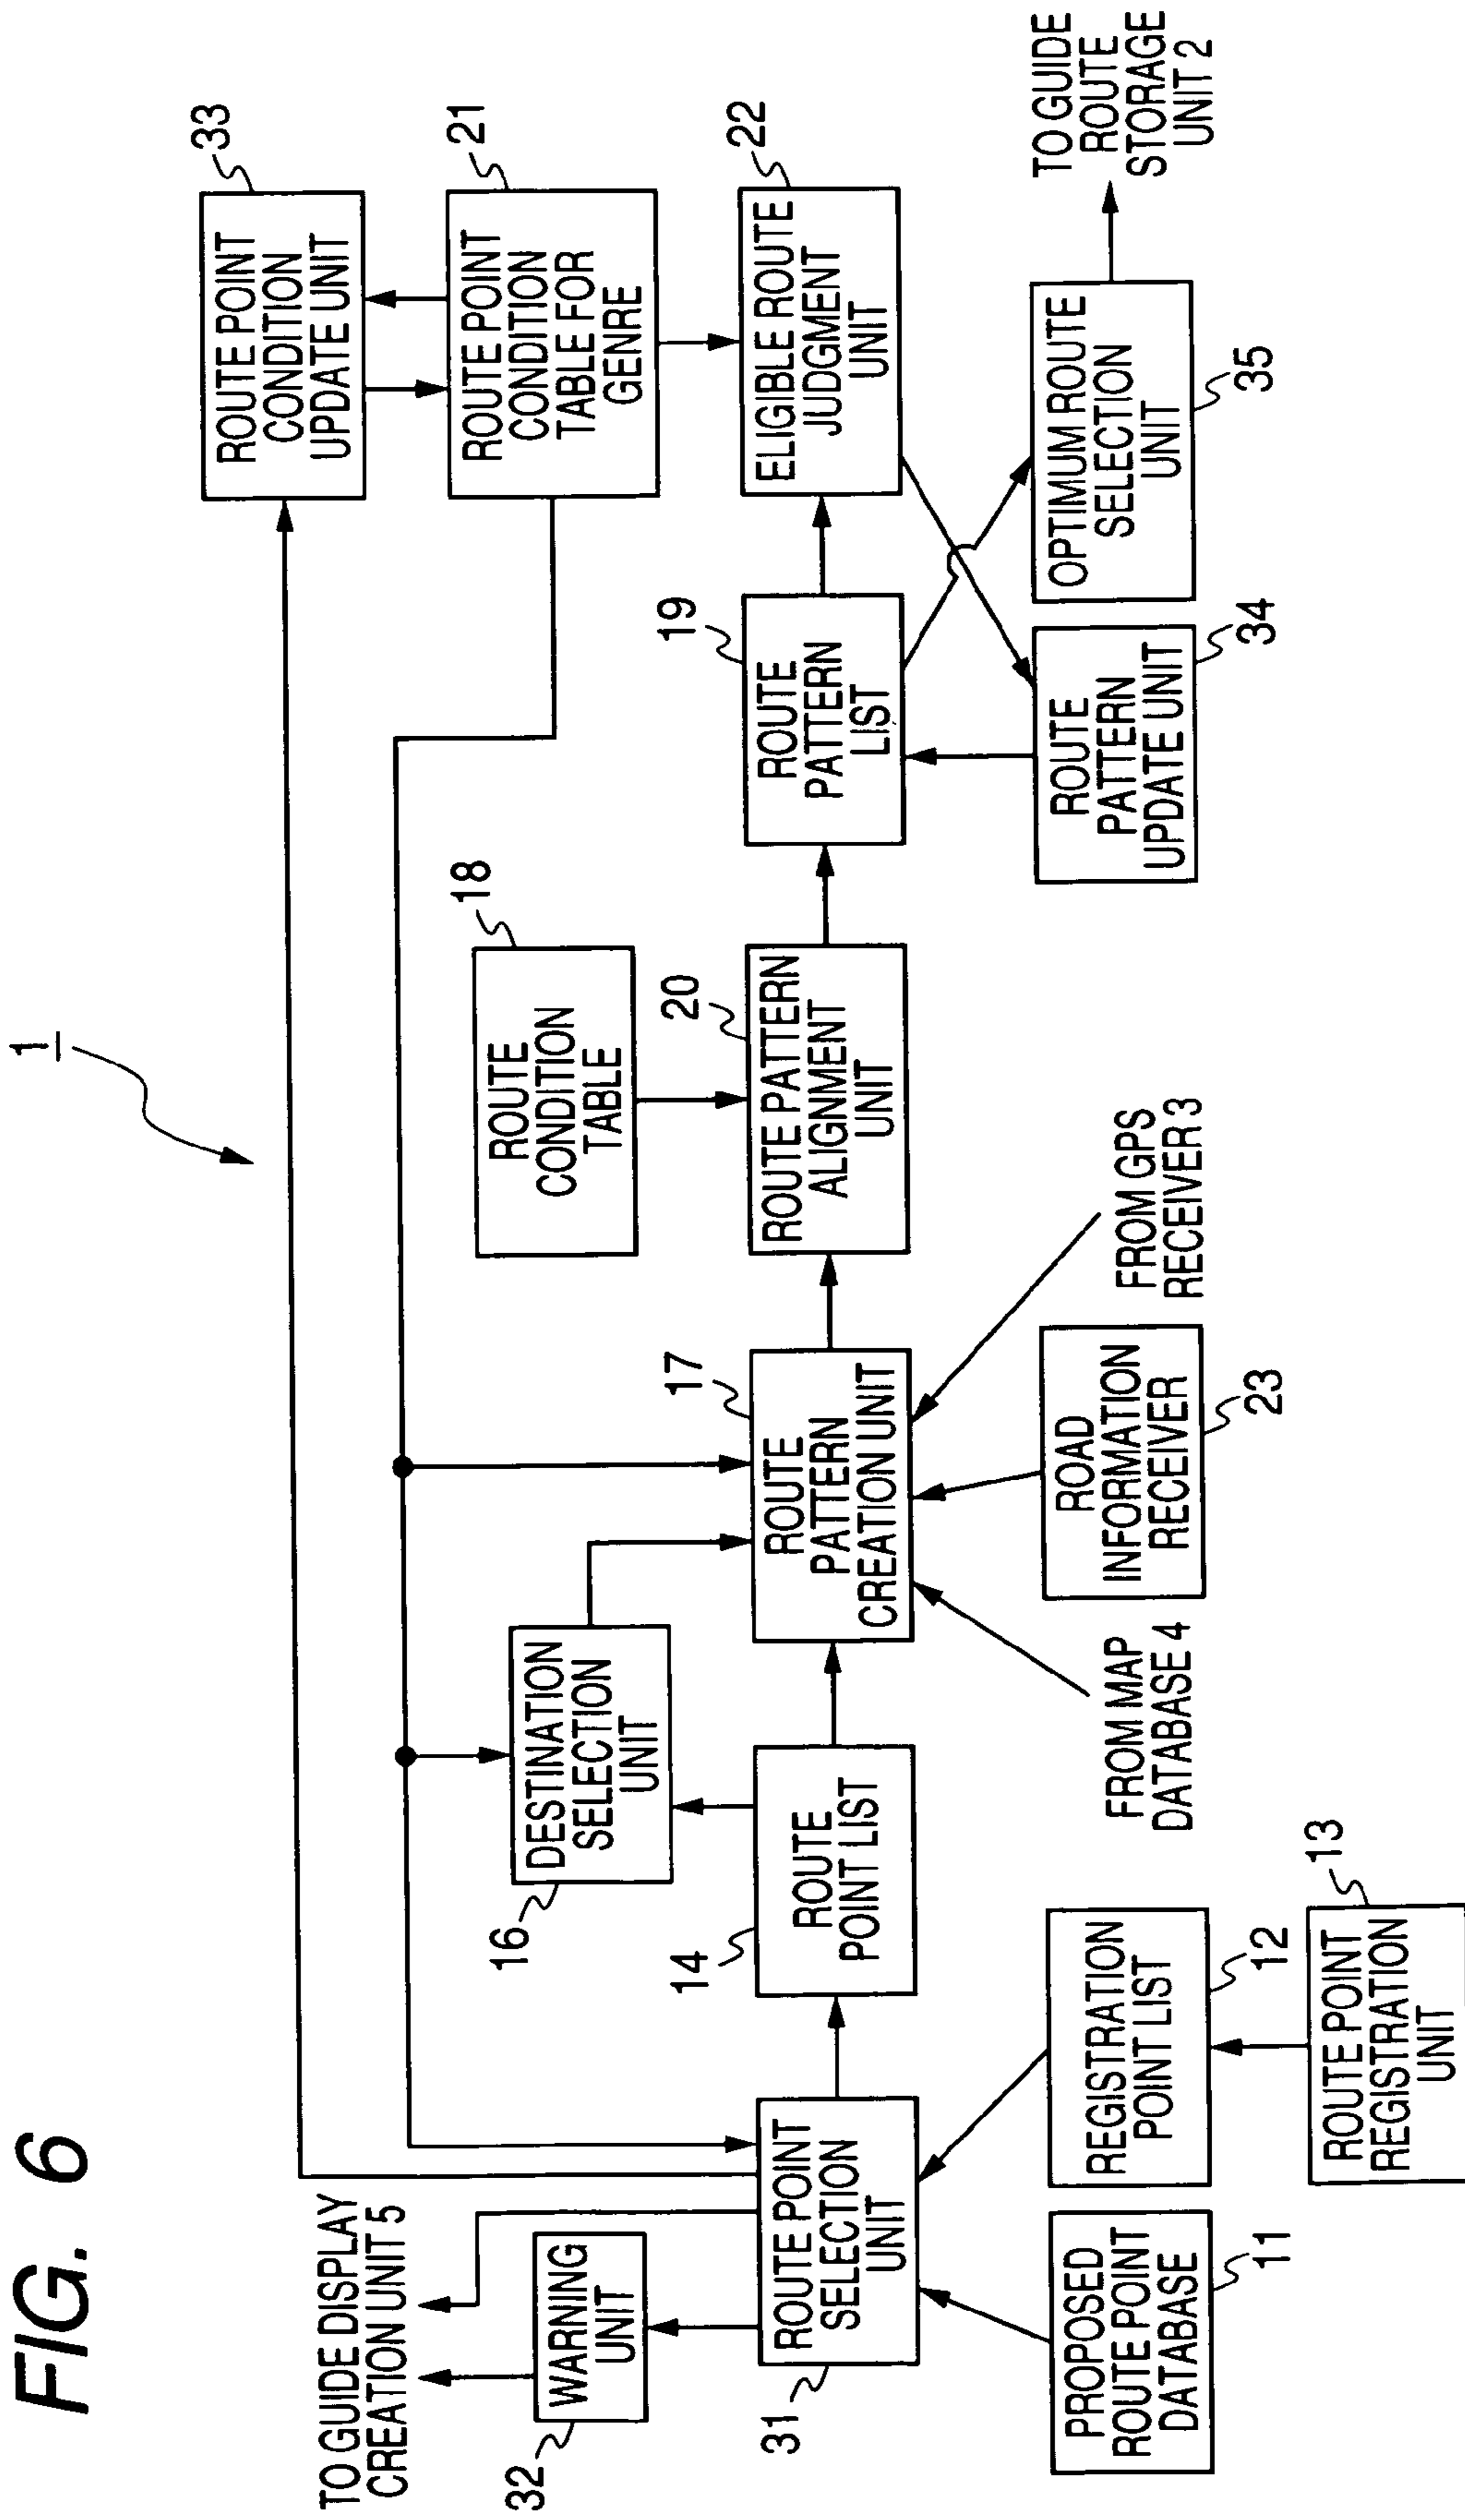 FIG. 6
1
TO GUIDE DISPLAY
CREATION UNIT 5
32
WARNING
UNIT
31
ROUTE POINT
SELECTION
UNIT
PROPOSED
ROUTE POINT
DATABASE
11
REGISTRATION
POINT LIST
12
ROUTE POINT
REGISTRATION
UNIT
13
14
ROUTE
POINT LIST
16
DESTINATION
SELECTION
UNIT
17
ROUTE
PATTERN
CREATION UNIT
FROM MAP
DATABASE 4
ROAD
INFORMATION
RECEIVER
23
FROM GPS
RECEIVER 3
18
ROUTE
CONDITION
TABLE
20
ROUTE PATTERN
ALIGNMENT
UNIT
19
ROUTE
PATTERN
LIST
ROUTE
PATTERN
UPDATE UNIT
34
33
ROUTE POINT
CONDITION
UPDATE UNIT
21
ROUTE POINT
CONDITION
TABLE FOR
GENRE
22
ELIGIBLE ROUTE
JUDGMENT
UNIT
OPTIMUM ROUTE
SELECTION
UNIT
35
TO GUIDE
ROUTE
STORAGE
UNIT 2